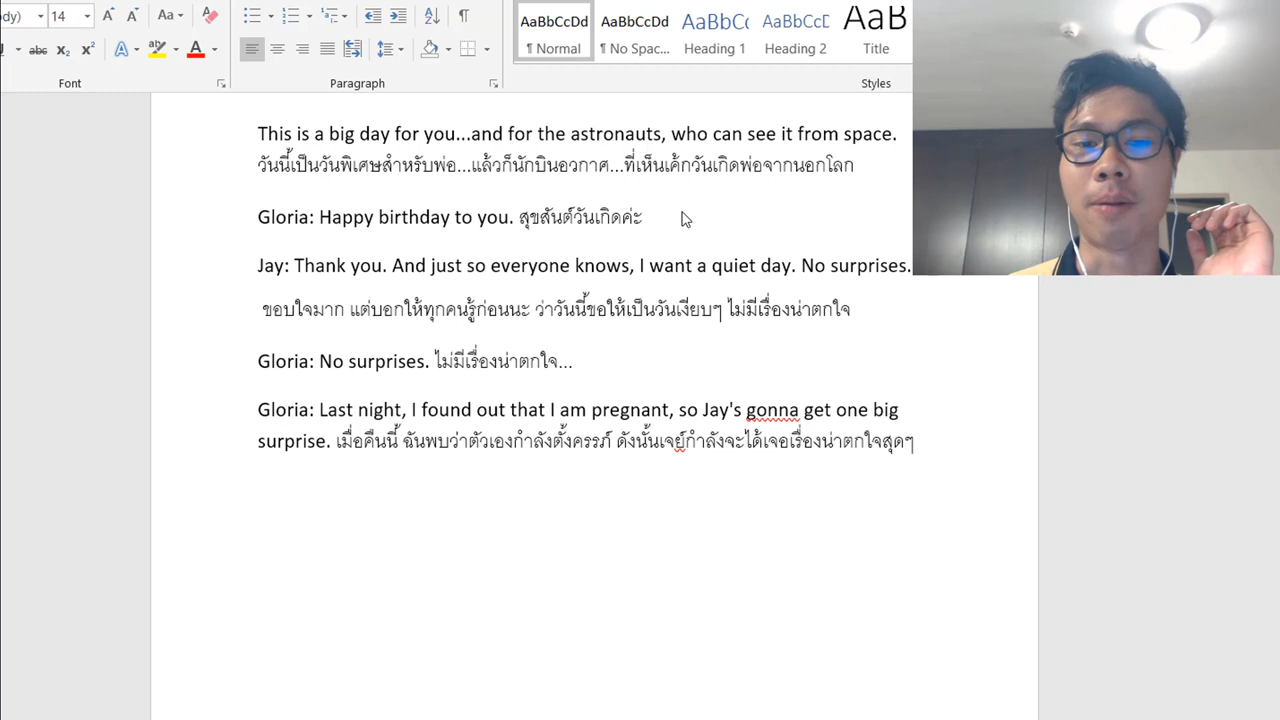 ody)
14
Aa
abc x₂ x² A A
Font
Paragraph
Styles
AaBbCcDd AaBbCcDd AaBbCc AaBbCcD AaB
¶ Normal ¶ No Spac... Heading 1 Heading 2 Title
This is a big day for you...and for the astronauts, who can see it from space.
วันนี้เป็นวันพิเศษสำหรับพ่อ...แล้วก็นักบินอวกาศ...ที่เห็นเค้กวันเกิดพ่อจากนอกโลก
Gloria: Happy birthday to you. สุขสันต์วันเกิดค่ะ
Jay: Thank you. And just so everyone knows, I want a quiet day. No surprises.
ขอบใจมาก แต่บอกให้ทุกคนรู้ก่อนนะ ว่าวันนี้ขอให้เป็นวันเงียบๆ ไม่มีเรื่องน่าตกใจ
Gloria: No surprises. ไม่มีเรื่องน่าตกใจ...
Gloria: Last night, I found out that I am pregnant, so Jay's gonna get one big
surprise. เมื่อคืนนี้ ฉันพบว่าตัวเองกำลังตั้งครรภ์ ดังนั้นเจย์กำลังจะได้เจอเรื่องน่าตกใจสุดๆ